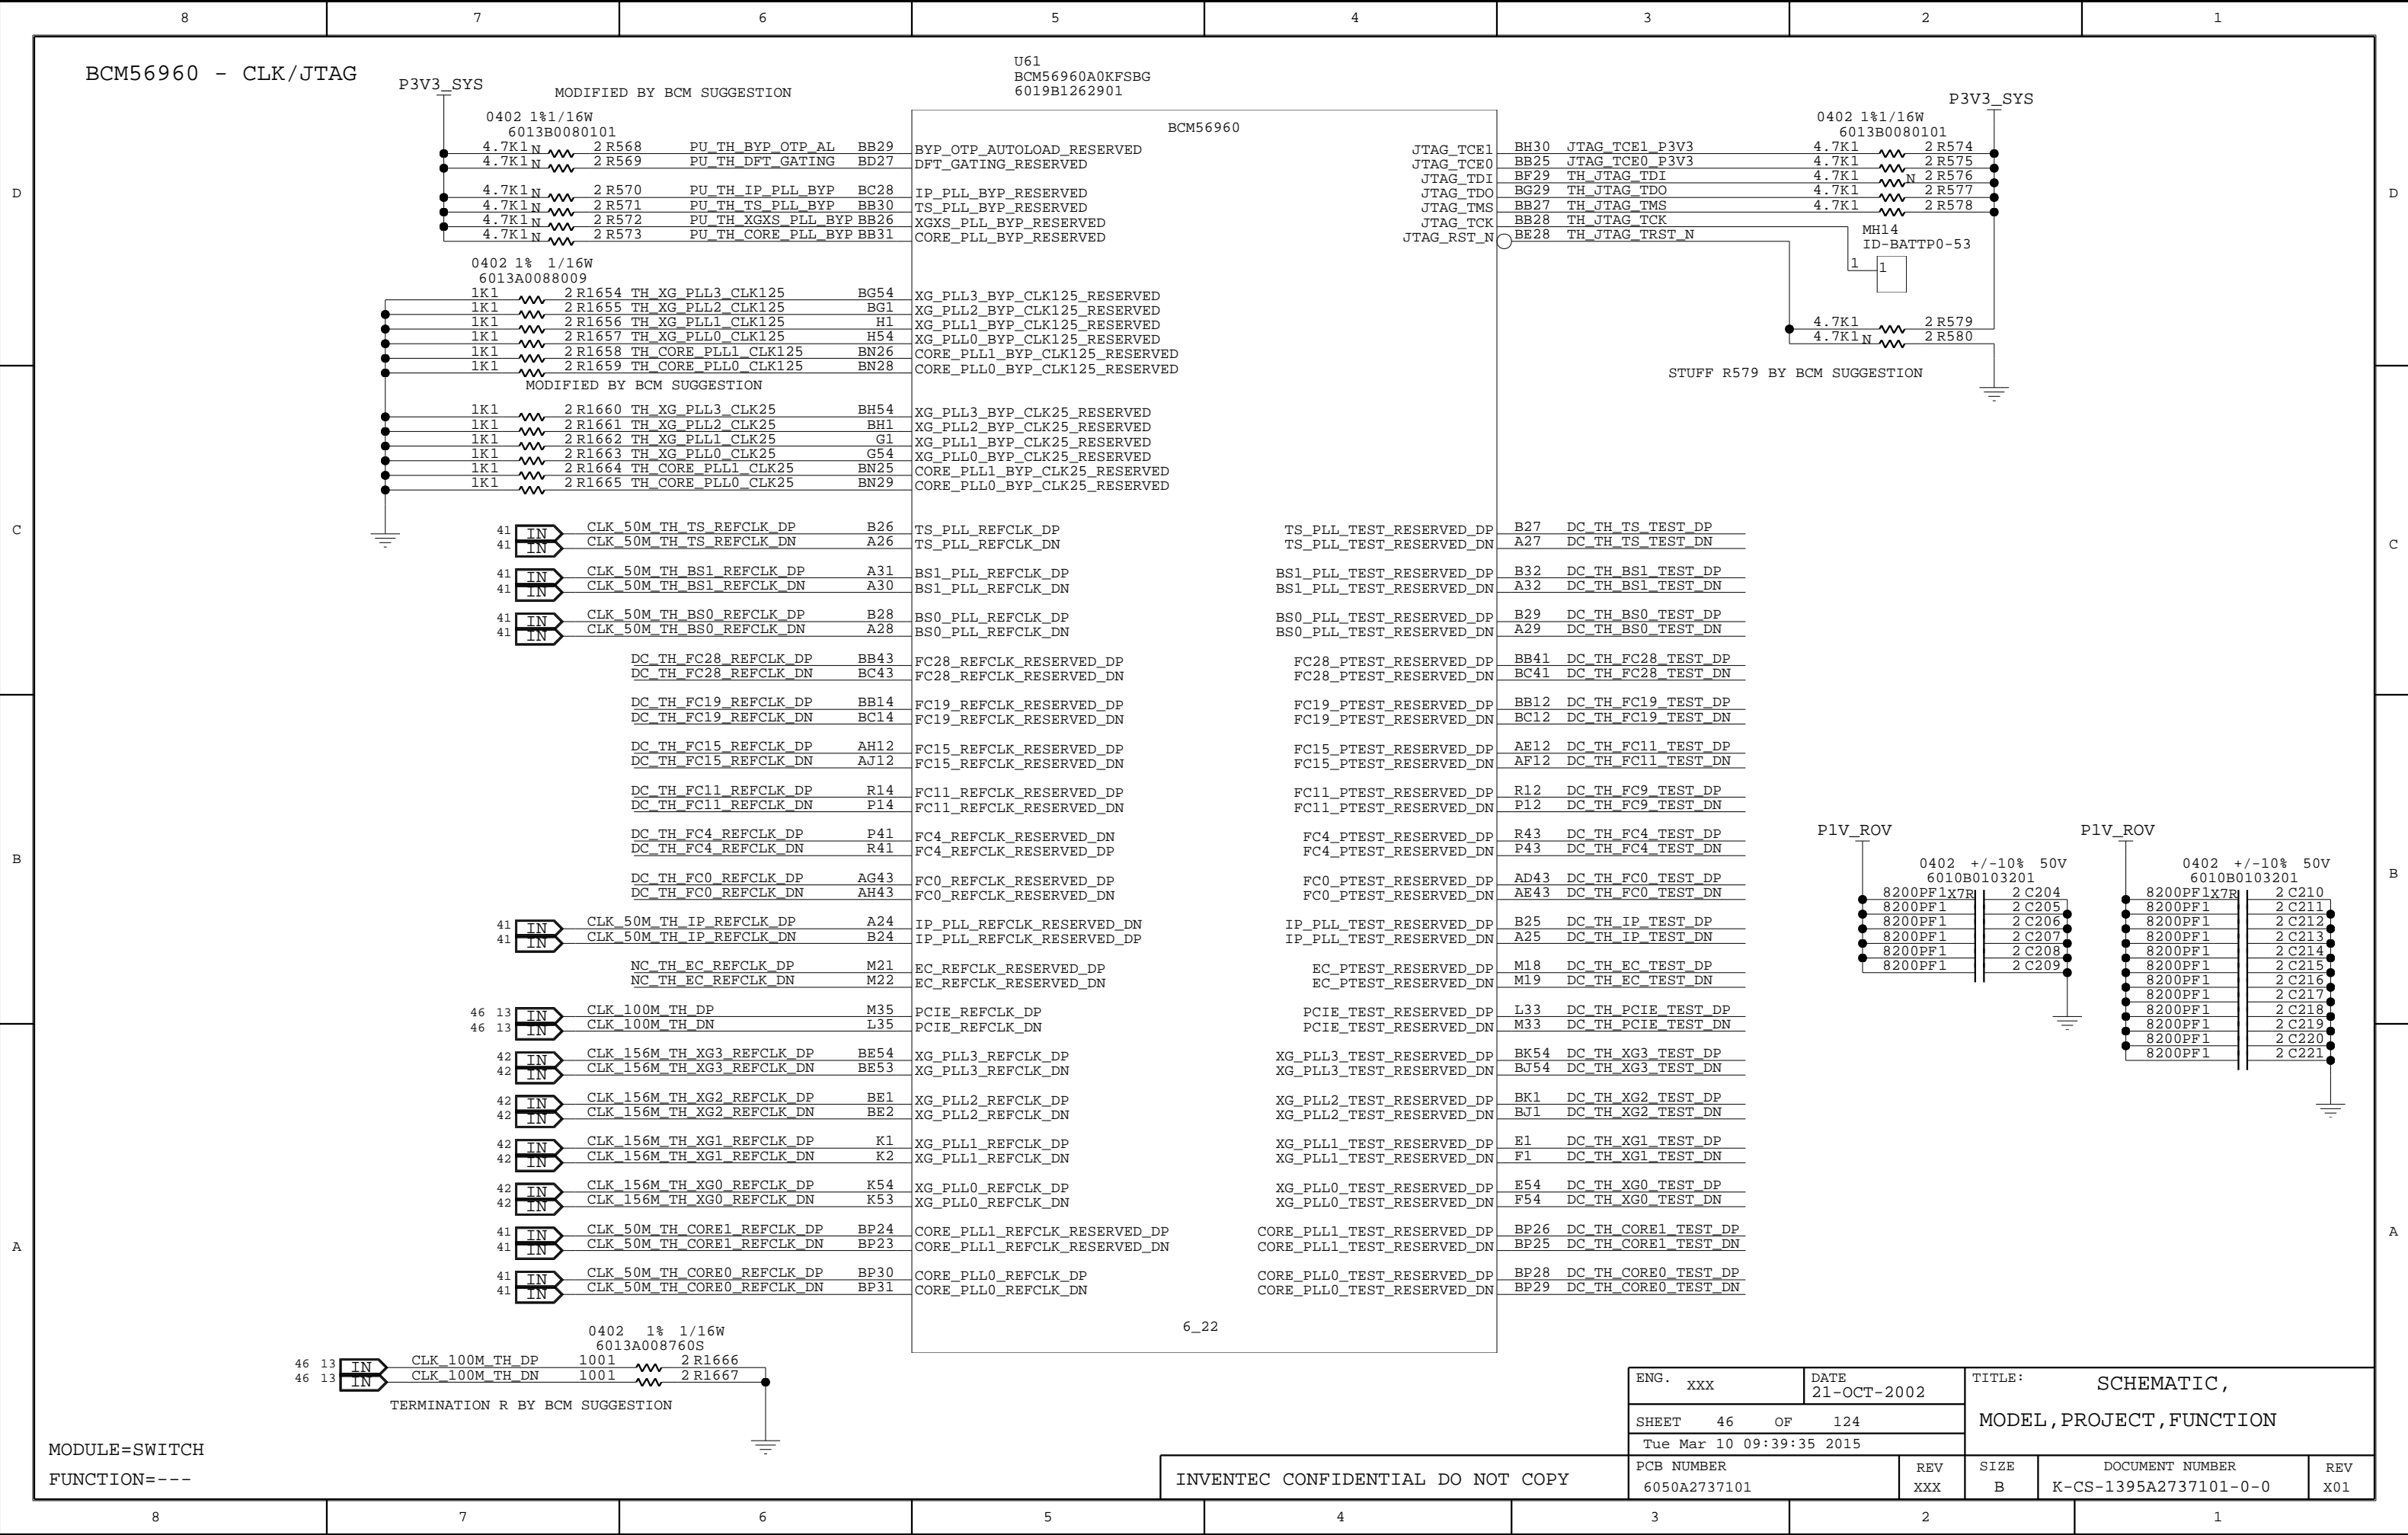 8 7 6 5 4 3 2 1
BCM56960 - CLK/JTAG
P3V3_SYS
MODIFIED BY BCM SUGGESTION
0402 1%1/16W
6013B0080101
4.7K1 N 2 R568 PU_TH_BYP_OTP_AL BB29
4.7K1 N 2 R569 PU_TH_DFT_GATING BD27
4.7K1 N 2 R570 PU_TH_IP_PLL_BYP BC28
4.7K1 N 2 R571 PU_TH_TS_PLL_BYP BB30
4.7K1 N 2 R572 PU_TH_XGXS_PLL_BYP BB26
4.7K1 N 2 R573 PU_TH_CORE_PLL_BYP BB31
0402 1% 1/16W
6013A0088009
1K1 2 R1654 TH_XG_PLL3_CLK125 BG54
1K1 2 R1655 TH_XG_PLL2_CLK125 BG1
1K1 2 R1656 TH_XG_PLL1_CLK125 H1
1K1 2 R1657 TH_XG_PLL0_CLK125 H54
1K1 2 R1658 TH_CORE_PLL1_CLK125 BN26
1K1 2 R1659 TH_CORE_PLL0_CLK125 BN28
MODIFIED BY BCM SUGGESTION
1K1 2 R1660 TH_XG_PLL3_CLK25 BH54
1K1 2 R1661 TH_XG_PLL2_CLK25 BH1
1K1 2 R1662 TH_XG_PLL1_CLK25 G1
1K1 2 R1663 TH_XG_PLL0_CLK25 G54
1K1 2 R1664 TH_CORE_PLL1_CLK25 BN25
1K1 2 R1665 TH_CORE_PLL0_CLK25 BN29
41 IN CLK_50M_TH_TS_REFCLK_DP B26
41 IN CLK_50M_TH_TS_REFCLK_DN A26
41 IN CLK_50M_TH_BS1_REFCLK_DP A31
41 IN CLK_50M_TH_BS1_REFCLK_DN A30
41 IN CLK_50M_TH_BS0_REFCLK_DP B28
41 IN CLK_50M_TH_BS0_REFCLK_DN A28
DC_TH_FC28_REFCLK_DP BB43
DC_TH_FC28_REFCLK_DN BC43
DC_TH_FC19_REFCLK_DP BB14
DC_TH_FC19_REFCLK_DN BC14
DC_TH_FC15_REFCLK_DP AH12
DC_TH_FC15_REFCLK_DN AJ12
DC_TH_FC11_REFCLK_DP R14
DC_TH_FC11_REFCLK_DN P14
DC_TH_FC4_REFCLK_DP P41
DC_TH_FC4_REFCLK_DN R41
DC_TH_FC0_REFCLK_DP AG43
DC_TH_FC0_REFCLK_DN AH43
41 IN CLK_50M_TH_IP_REFCLK_DP A24
41 IN CLK_50M_TH_IP_REFCLK_DN B24
NC_TH_EC_REFCLK_DP M21
NC_TH_EC_REFCLK_DN M22
46 13 IN CLK_100M_TH_DP M35
46 13 IN CLK_100M_TH_DN L35
42 IN CLK_156M_TH_XG3_REFCLK_DP BE54
42 IN CLK_156M_TH_XG3_REFCLK_DN BE53
42 IN CLK_156M_TH_XG2_REFCLK_DP BE1
42 IN CLK_156M_TH_XG2_REFCLK_DN BE2
42 IN CLK_156M_TH_XG1_REFCLK_DP K1
42 IN CLK_156M_TH_XG1_REFCLK_DN K2
42 IN CLK_156M_TH_XG0_REFCLK_DP K54
42 IN CLK_156M_TH_XG0_REFCLK_DN K53
41 IN CLK_50M_TH_CORE1_REFCLK_DP BP24
41 IN CLK_50M_TH_CORE1_REFCLK_DN BP23
41 IN CLK_50M_TH_CORE0_REFCLK_DP BP30
41 IN CLK_50M_TH_CORE0_REFCLK_DN BP31
0402 1% 1/16W
6013A008760S
46 13 IN CLK_100M_TH_DP 1001 2 R1666
46 13 IN CLK_100M_TH_DN 1001 2 R1667
TERMINATION R BY BCM SUGGESTION
U61
BCM56960A0KFSBG
6019B1262901
BCM56960
BYP_OTP_AUTOLOAD_RESERVED
DFT_GATING_RESERVED
IP_PLL_BYP_RESERVED
TS_PLL_BYP_RESERVED
XGXS_PLL_BYP_RESERVED
CORE_PLL_BYP_RESERVED
XG_PLL3_BYP_CLK125_RESERVED
XG_PLL2_BYP_CLK125_RESERVED
XG_PLL1_BYP_CLK125_RESERVED
XG_PLL0_BYP_CLK125_RESERVED
CORE_PLL1_BYP_CLK125_RESERVED
CORE_PLL0_BYP_CLK125_RESERVED
XG_PLL3_BYP_CLK25_RESERVED
XG_PLL2_BYP_CLK25_RESERVED
XG_PLL1_BYP_CLK25_RESERVED
XG_PLL0_BYP_CLK25_RESERVED
CORE_PLL1_BYP_CLK25_RESERVED
CORE_PLL0_BYP_CLK25_RESERVED
TS_PLL_REFCLK_DP
TS_PLL_REFCLK_DN
BS1_PLL_REFCLK_DP
BS1_PLL_REFCLK_DN
BS0_PLL_REFCLK_DP
BS0_PLL_REFCLK_DN
FC28_REFCLK_RESERVED_DP
FC28_REFCLK_RESERVED_DN
FC19_REFCLK_RESERVED_DP
FC19_REFCLK_RESERVED_DN
FC15_REFCLK_RESERVED_DP
FC15_REFCLK_RESERVED_DN
FC11_REFCLK_RESERVED_DP
FC11_REFCLK_RESERVED_DN
FC4_REFCLK_RESERVED_DN
FC4_REFCLK_RESERVED_DP
FC0_REFCLK_RESERVED_DP
FC0_REFCLK_RESERVED_DN
IP_PLL_REFCLK_RESERVED_DN
IP_PLL_REFCLK_RESERVED_DP
EC_REFCLK_RESERVED_DP
EC_REFCLK_RESERVED_DN
PCIE_REFCLK_DP
PCIE_REFCLK_DN
XG_PLL3_REFCLK_DP
XG_PLL3_REFCLK_DN
XG_PLL2_REFCLK_DP
XG_PLL2_REFCLK_DN
XG_PLL1_REFCLK_DP
XG_PLL1_REFCLK_DN
XG_PLL0_REFCLK_DP
XG_PLL0_REFCLK_DN
CORE_PLL1_REFCLK_RESERVED_DP
CORE_PLL1_REFCLK_RESERVED_DN
CORE_PLL0_REFCLK_DP
CORE_PLL0_REFCLK_DN
6_22
JTAG_TCE1 BH30 JTAG_TCE1_P3V3 4.7K1 2 R574
JTAG_TCE0 BB25 JTAG_TCE0_P3V3 4.7K1 2 R575
JTAG_TDI BF29 TH_JTAG_TDI 4.7K1 N 2 R576
JTAG_TDO BG29 TH_JTAG_TDO 4.7K1 2 R577
JTAG_TMS BB27 TH_JTAG_TMS 4.7K1 2 R578
JTAG_TCK BB28 TH_JTAG_TCK
JTAG_RST_N BE28 TH_JTAG_TRST_N
0402 1%1/16W
6013B0080101
P3V3_SYS
MH14
ID-BATTP0-53
1 1
4.7K1 2 R579
4.7K1 N 2 R580
STUFF R579 BY BCM SUGGESTION
TS_PLL_TEST_RESERVED_DP B27 DC_TH_TS_TEST_DP
TS_PLL_TEST_RESERVED_DN A27 DC_TH_TS_TEST_DN
BS1_PLL_TEST_RESERVED_DP B32 DC_TH_BS1_TEST_DP
BS1_PLL_TEST_RESERVED_DN A32 DC_TH_BS1_TEST_DN
BS0_PLL_TEST_RESERVED_DP B29 DC_TH_BS0_TEST_DP
BS0_PLL_TEST_RESERVED_DN A29 DC_TH_BS0_TEST_DN
FC28_PTEST_RESERVED_DP BB41 DC_TH_FC28_TEST_DP
FC28_PTEST_RESERVED_DN BC41 DC_TH_FC28_TEST_DN
FC19_PTEST_RESERVED_DP BB12 DC_TH_FC19_TEST_DP
FC19_PTEST_RESERVED_DN BC12 DC_TH_FC19_TEST_DN
FC15_PTEST_RESERVED_DP AE12 DC_TH_FC11_TEST_DP
FC15_PTEST_RESERVED_DN AF12 DC_TH_FC11_TEST_DN
FC11_PTEST_RESERVED_DP R12 DC_TH_FC9_TEST_DP
FC11_PTEST_RESERVED_DN P12 DC_TH_FC9_TEST_DN
FC4_PTEST_RESERVED_DP R43 DC_TH_FC4_TEST_DP
FC4_PTEST_RESERVED_DN P43 DC_TH_FC4_TEST_DN
FC0_PTEST_RESERVED_DP AD43 DC_TH_FC0_TEST_DP
FC0_PTEST_RESERVED_DN AE43 DC_TH_FC0_TEST_DN
IP_PLL_TEST_RESERVED_DP B25 DC_TH_IP_TEST_DP
IP_PLL_TEST_RESERVED_DN A25 DC_TH_IP_TEST_DN
EC_PTEST_RESERVED_DP M18 DC_TH_EC_TEST_DP
EC_PTEST_RESERVED_DN M19 DC_TH_EC_TEST_DN
PCIE_TEST_RESERVED_DP L33 DC_TH_PCIE_TEST_DP
PCIE_TEST_RESERVED_DN M33 DC_TH_PCIE_TEST_DN
XG_PLL3_TEST_RESERVED_DP BK54 DC_TH_XG3_TEST_DP
XG_PLL3_TEST_RESERVED_DN BJ54 DC_TH_XG3_TEST_DN
XG_PLL2_TEST_RESERVED_DP BK1 DC_TH_XG2_TEST_DP
XG_PLL2_TEST_RESERVED_DN BJ1 DC_TH_XG2_TEST_DN
XG_PLL1_TEST_RESERVED_DP E1 DC_TH_XG1_TEST_DP
XG_PLL1_TEST_RESERVED_DN F1 DC_TH_XG1_TEST_DN
XG_PLL0_TEST_RESERVED_DP E54 DC_TH_XG0_TEST_DP
XG_PLL0_TEST_RESERVED_DN F54 DC_TH_XG0_TEST_DN
CORE_PLL1_TEST_RESERVED_DP BP26 DC_TH_CORE1_TEST_DP
CORE_PLL1_TEST_RESERVED_DN BP25 DC_TH_CORE1_TEST_DN
CORE_PLL0_TEST_RESERVED_DP BP28 DC_TH_CORE0_TEST_DP
CORE_PLL0_TEST_RESERVED_DN BP29 DC_TH_CORE0_TEST_DN
P1V_ROV
0402 +/-10% 50V
6010B0103201
8200PF1 X7R 2 C204
8200PF1 2 C205
8200PF1 2 C206
8200PF1 2 C207
8200PF1 2 C208
8200PF1 2 C209
P1V_ROV
0402 +/-10% 50V
6010B0103201
8200PF1 X7R 2 C210
8200PF1 2 C211
8200PF1 2 C212
8200PF1 2 C213
8200PF1 2 C214
8200PF1 2 C215
8200PF1 2 C216
8200PF1 2 C217
8200PF1 2 C218
8200PF1 2 C219
8200PF1 2 C220
8200PF1 2 C221
D D
C C
B B
A A
MODULE=SWITCH
FUNCTION=---
INVENTEC CONFIDENTIAL DO NOT COPY
ENG. XXX
DATE 21-OCT-2002
TITLE: SCHEMATIC,
MODEL,PROJECT,FUNCTION
SHEET 46 OF 124
Tue Mar 10 09:39:35 2015
PCB NUMBER
6050A2737101
REV
XXX
SIZE
B
DOCUMENT NUMBER
K-CS-1395A2737101-0-0
REV
X01
8 7 6 5 4 3 2 1